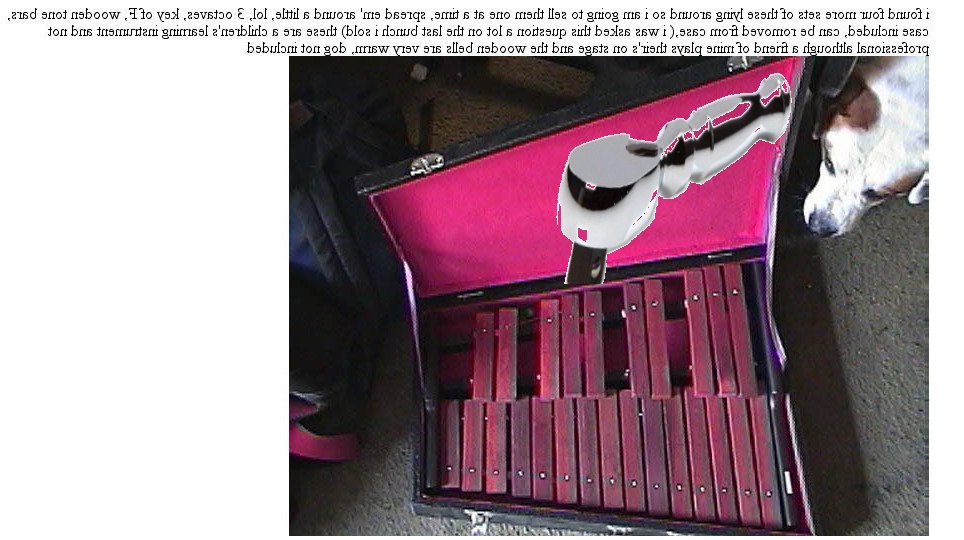 i found four more sets of these lying around so i am going to sell them one at a time, spread em' around a little, lol, 3 octaves, key of F, wooden tone bars,
case included, can be removed from case,( i was asked this question a lot on the last bunch i sold) these are a children's learning instrument and not
professional although a friend of mine plays their's on stage and the wooden bells are very warm, dog not included